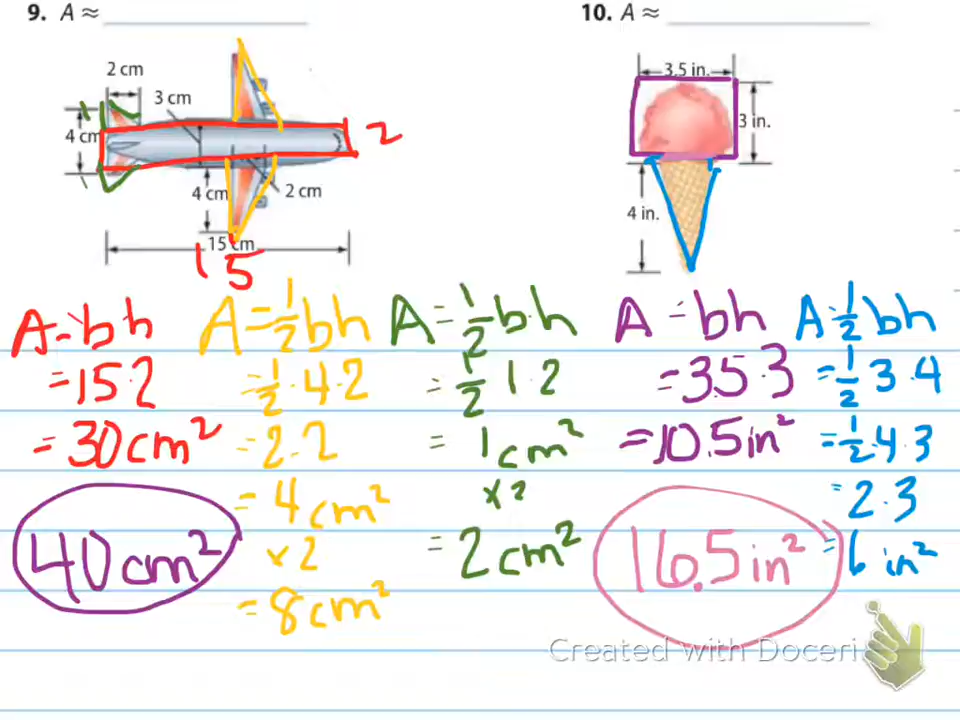 9. A ≈
2 cm
3 cm
4 cm
1
1
2
4 cm
2 cm
15 cm
15
A = b h
= 15·2
= 30 cm²
40 cm²
A = 1/2 bh
= 1/2 · 4 · 2
= 2 · 2
= 4 cm²
× 2
= 8 cm²
A = 1/2 b·h
= 1/2 1·2
= 1 cm²
× 2
= 2 cm²
10. A ≈
3.5 in.
3 in.
4 in.
A = bh
= 3.5·3
= 10.5 in²
16.5 in²
A = 1/2 bh
= 1/2 3·4
= 1/2·4·3
= 2·3
= 6 in²
Created with Doceri